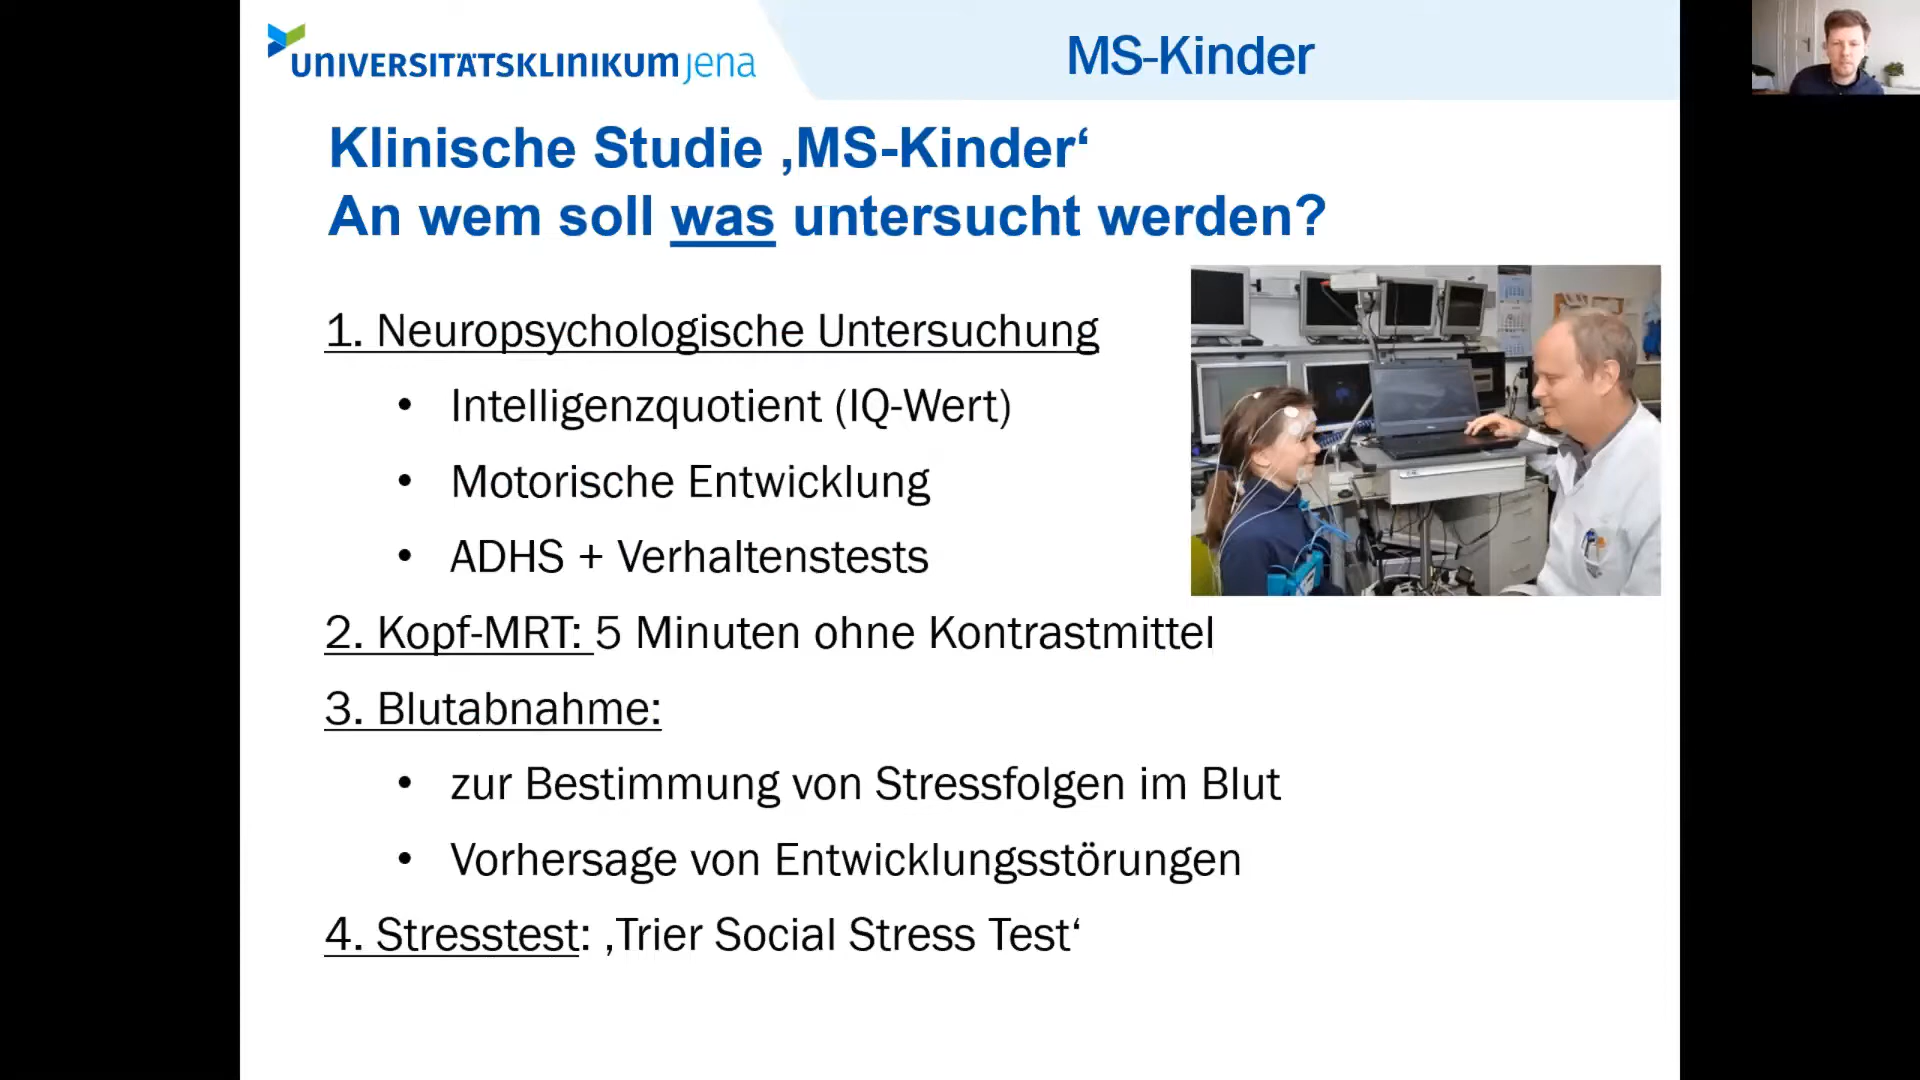 UNIVERSITÄTSKLINIKUM jena
MS-Kinder
Klinische Studie ‚MS-Kinder‘
An wem soll was untersucht werden?
1. Neuropsychologische Untersuchung
• Intelligenzquotient (IQ-Wert)
• Motorische Entwicklung
• ADHS + Verhaltenstests
2. Kopf-MRT: 5 Minuten ohne Kontrastmittel
3. Blutabnahme:
• zur Bestimmung von Stressfolgen im Blut
• Vorhersage von Entwicklungsstörungen
4. Stresstest: ‚Trier Social Stress Test‘